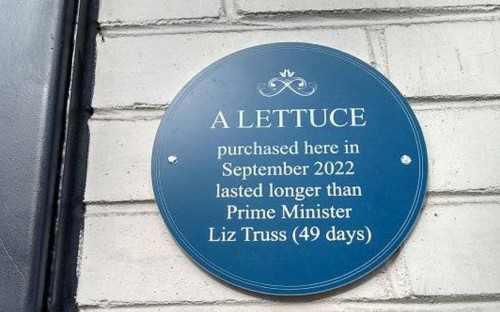 A LETTUCE
purchased here in
September 2022
lasted longer than
Prime Minister
Liz Truss (49 days)